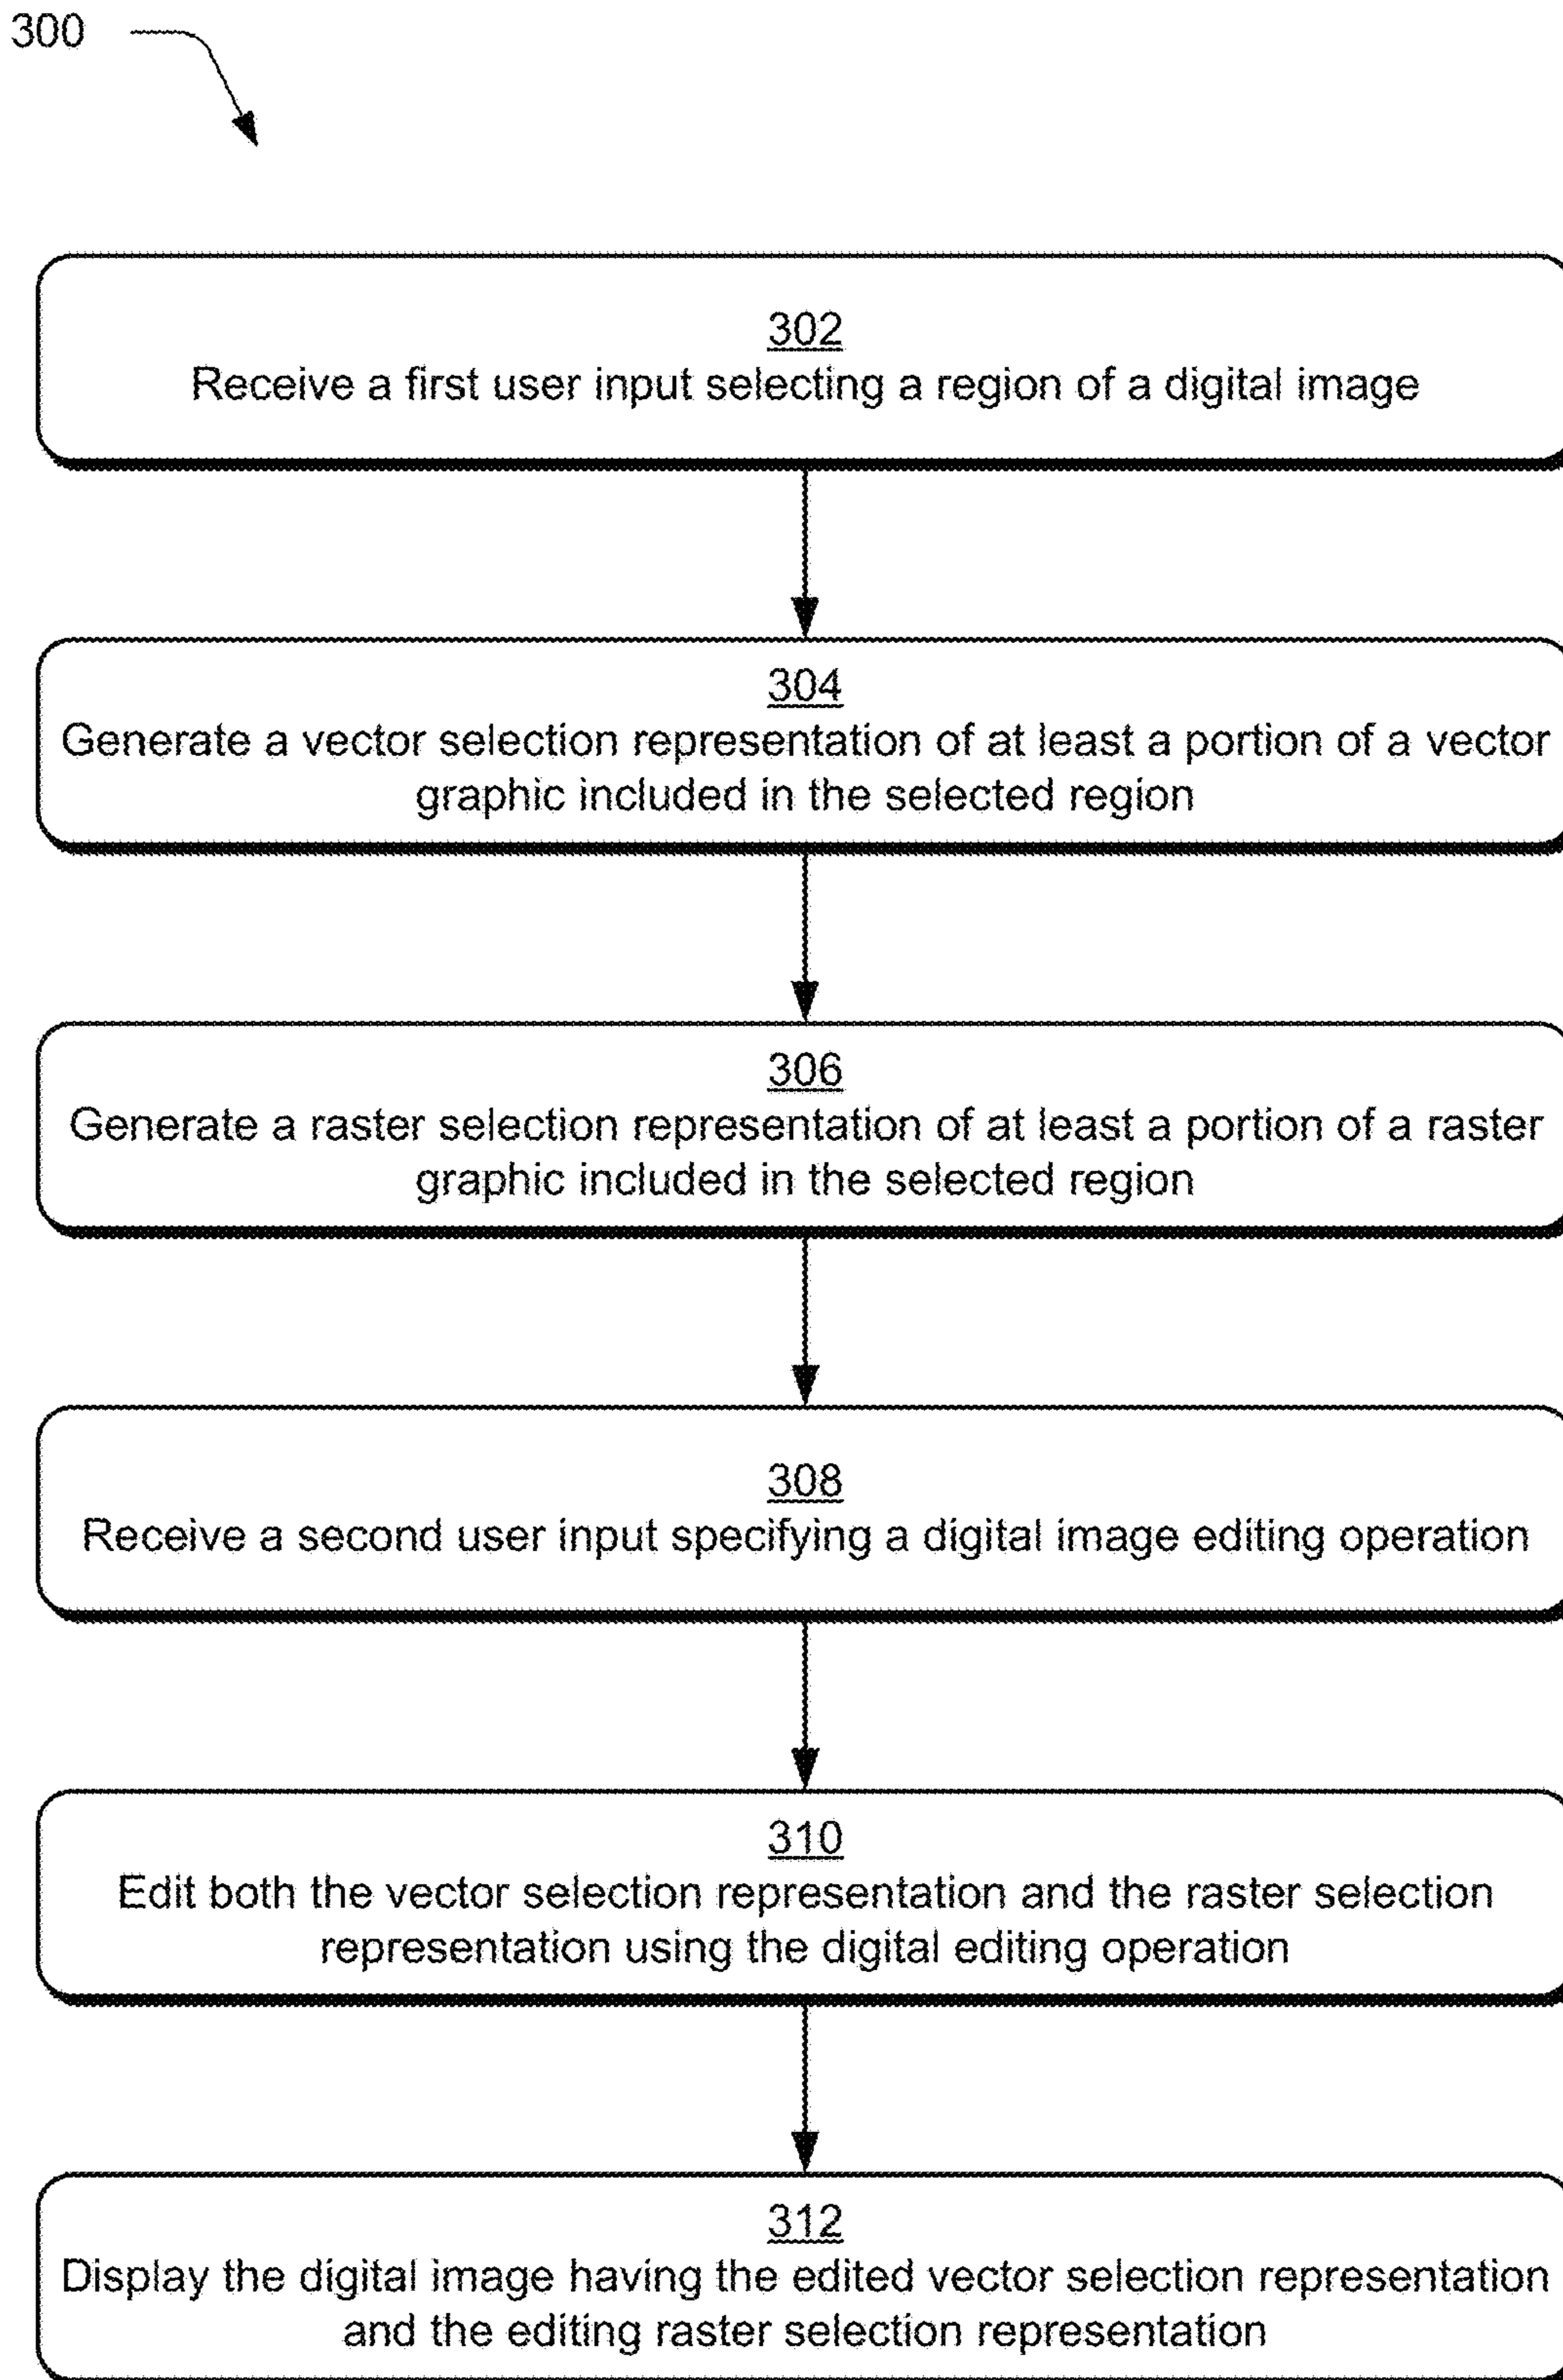 300
302
Receive a first user input selecting a region of a digital image
304
Generate a vector selection representation of at least a portion of a vector
graphic included in the selected region
306
Generate a raster selection representation of at least a portion of a raster
graphic included in the selected region
308
Receive a second user input specifying a digital image editing operation
310
Edit both the vector selection representation and the raster selection
representation using the digital editing operation
312
Display the digital image having the edited vector selection representation
and the editing raster selection representation